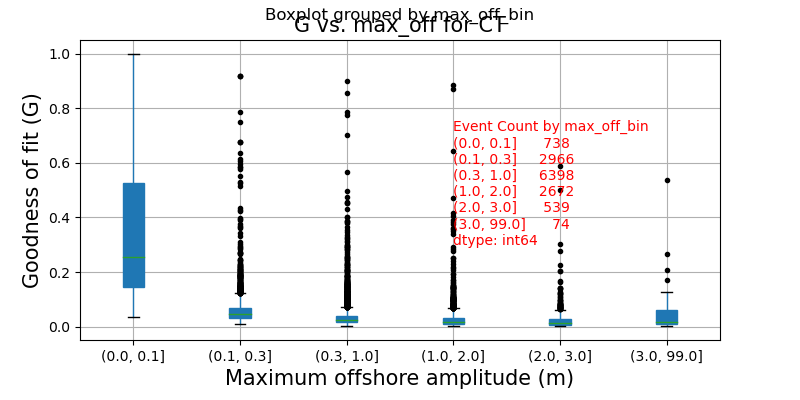 Boxplot grouped by max_off_bin
G vs. max_off for CT
Goodness of fit (G)
1.0
0.8
0.6
0.4
0.2
0.0
Event Count by max_off_bin
(0.0, 0.1] 738
(0.1, 0.3] 2966
(0.3, 1.0] 6398
(1.0, 2.0] 2672
(2.0, 3.0] 539
(3.0, 99.0] 74
dtype: int64
(0.0, 0.1] (0.1, 0.3] (0.3, 1.0] (1.0, 2.0] (2.0, 3.0] (3.0, 99.0]
Maximum offshore amplitude (m)